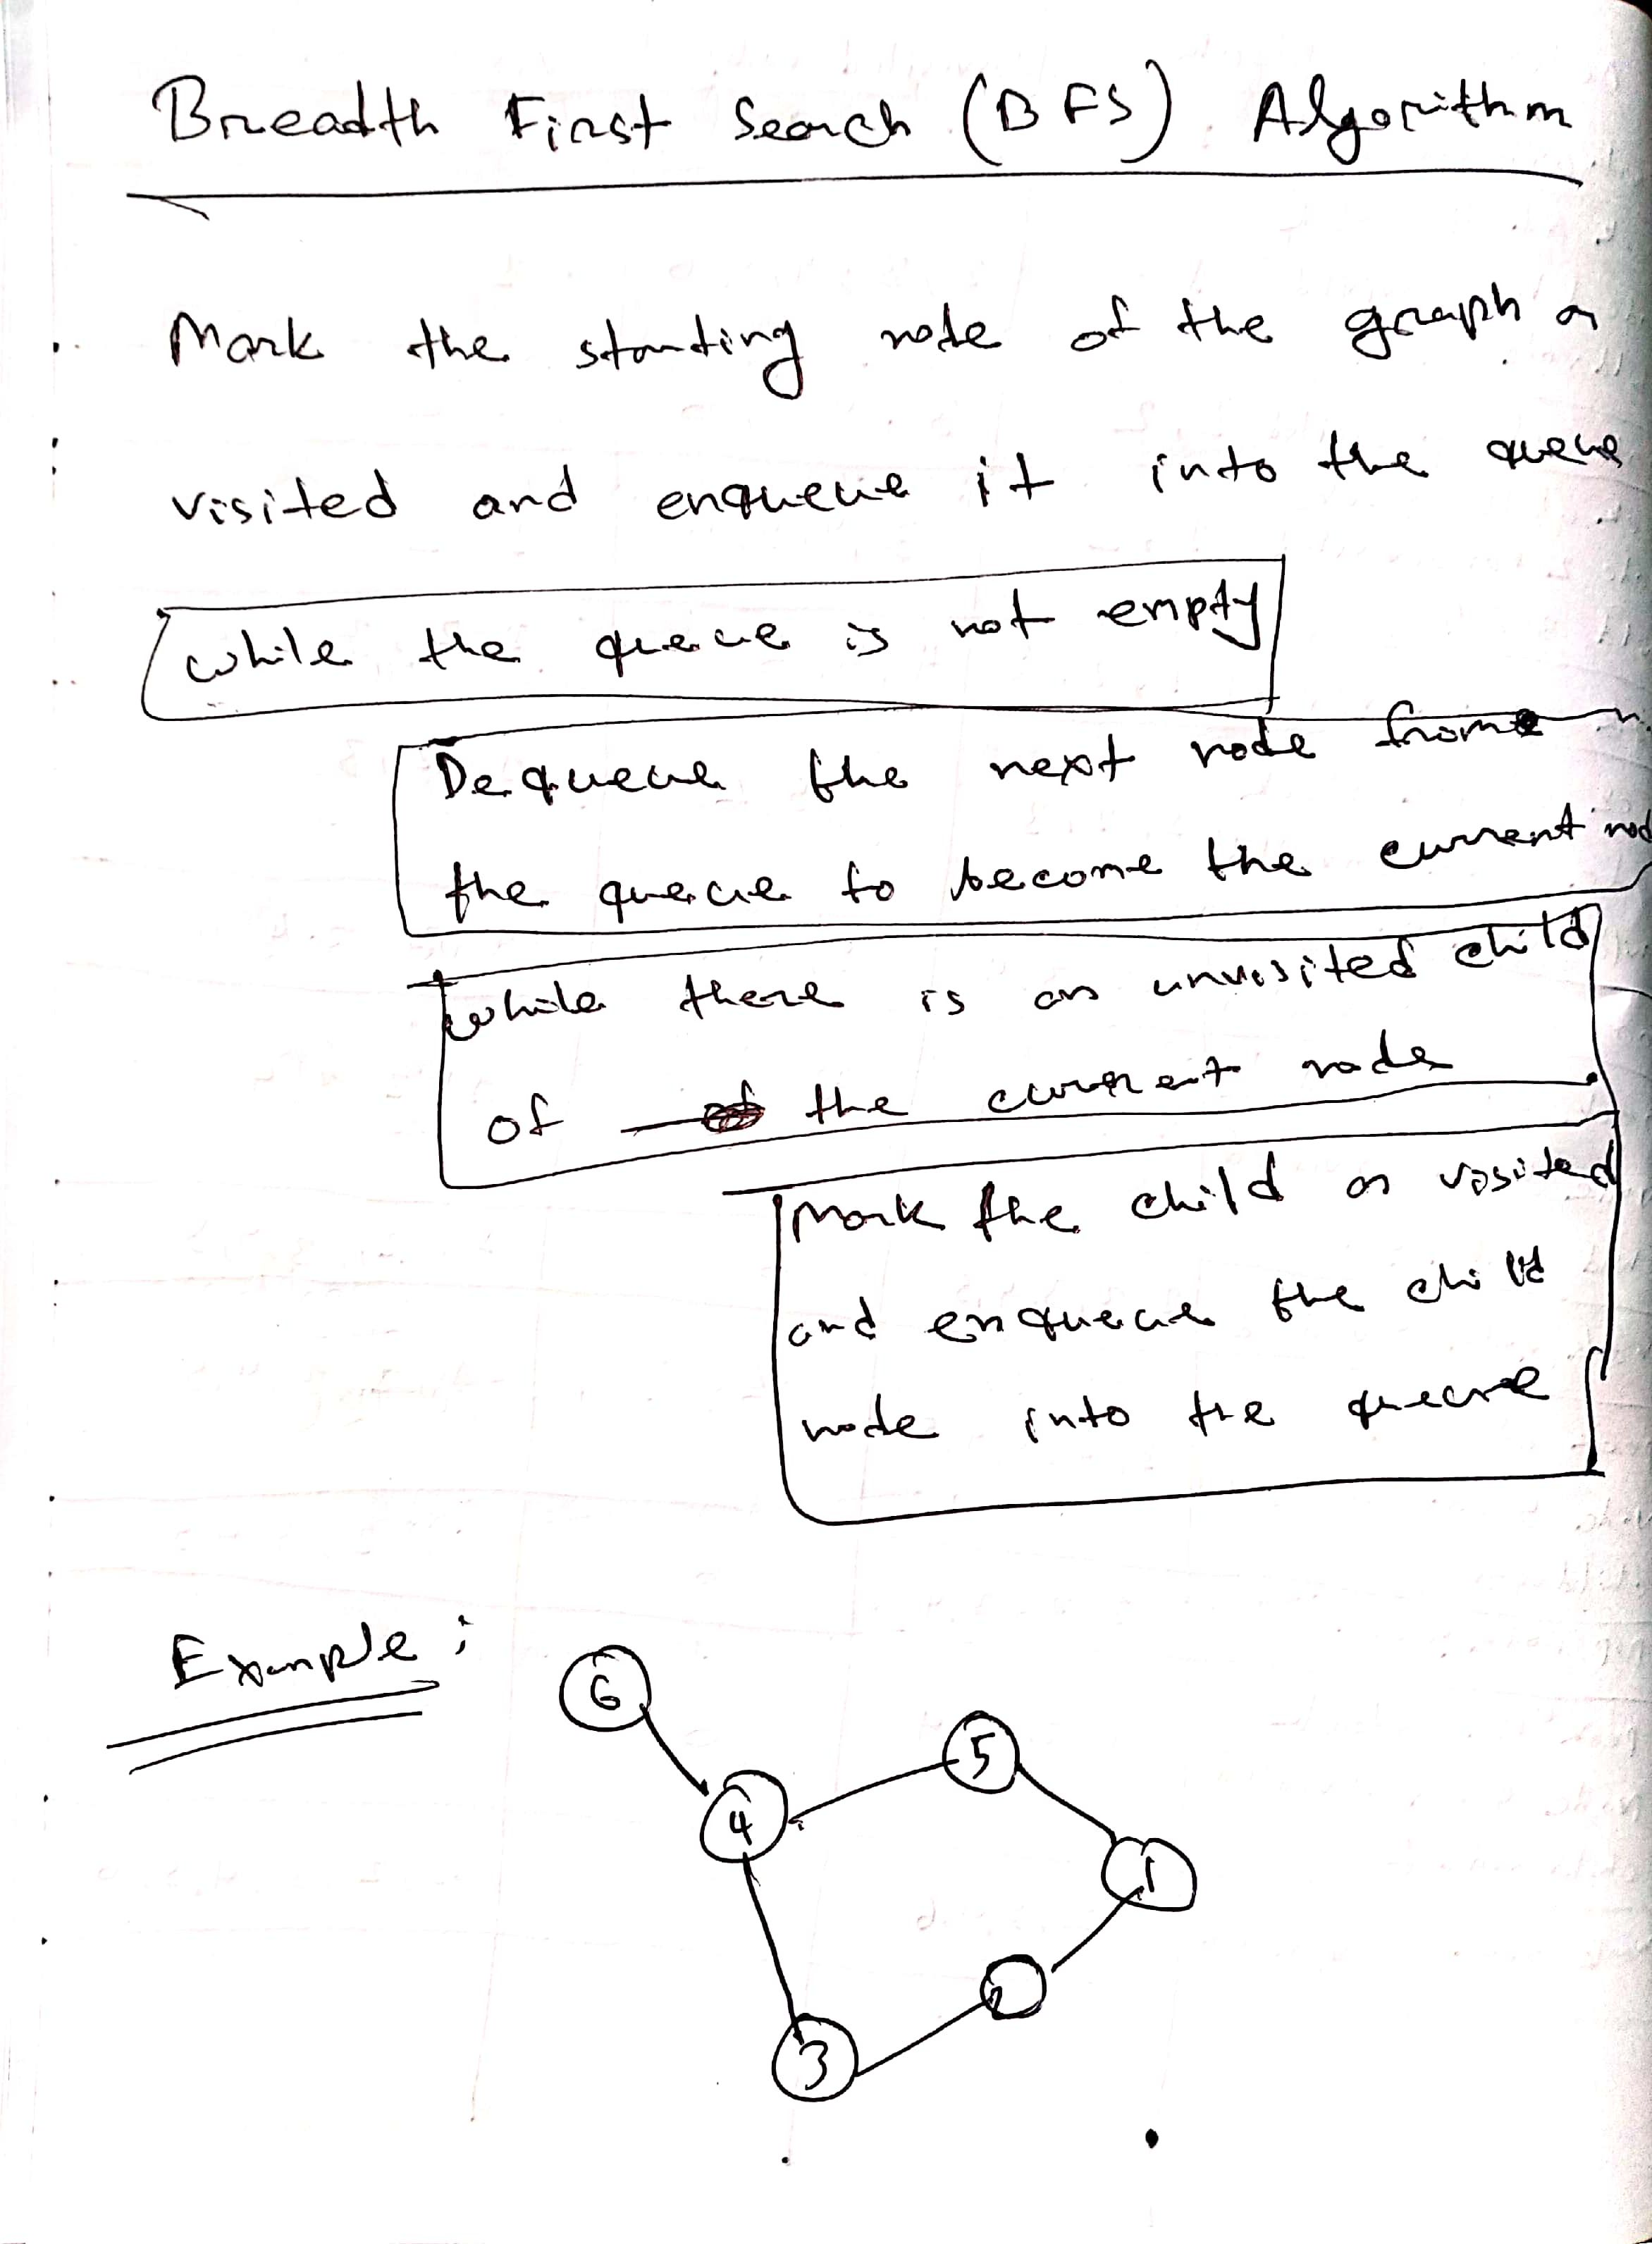 Breadth First Search (BFS) Algorithm
Mark the starting node of the graph as
visited and enqueue it into the queue
while the queue is not empty
Dequeue the next node from
the queue to become the current nod
while there is an unvisited child
of the current node
Mark the child as visited
and enqueue the child
node into the queue
Example:
6
5
4
1
2
3